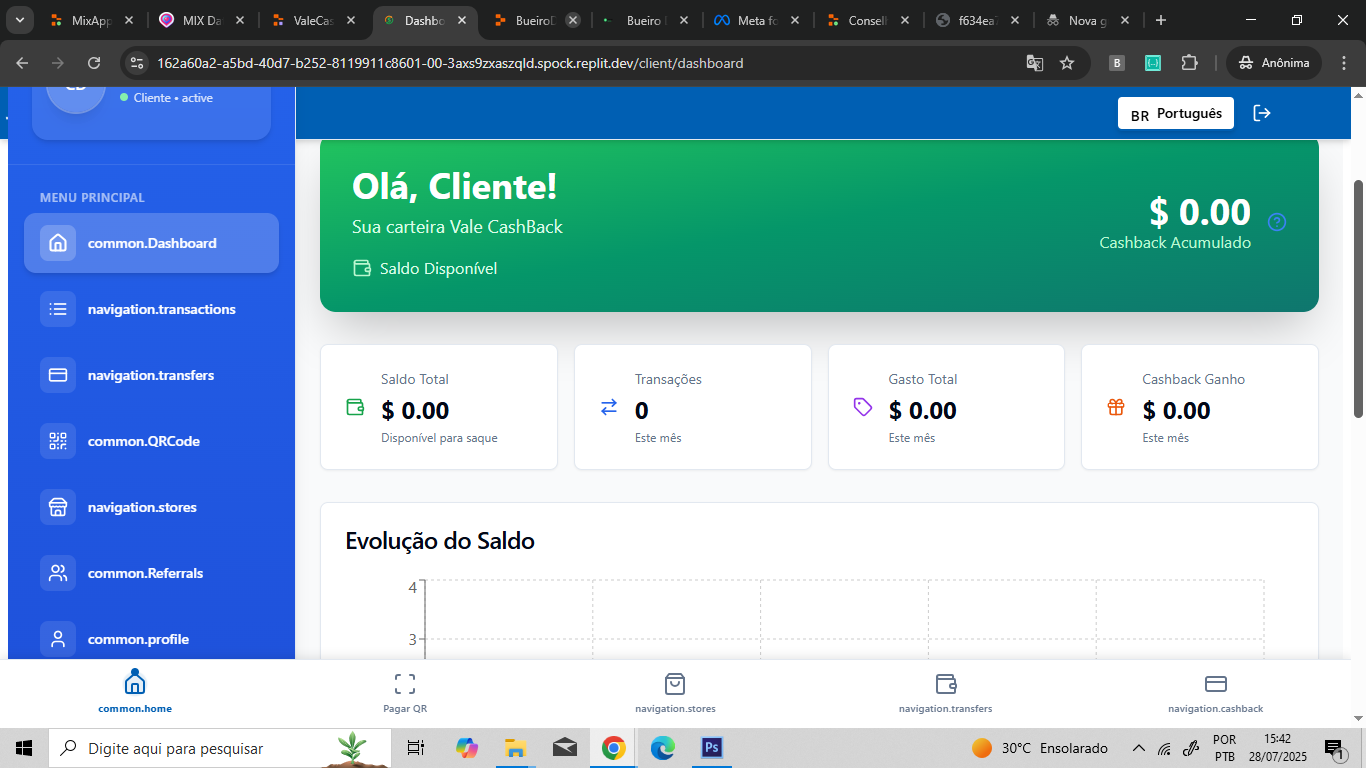 MixApp
MIX Da
ValeCas
Dashbo
BueiroD
Bueiro
Meta fo
Consell
f634ea
Nova g
162a60a2-a5bd-40d7-b252-8119911c8601-00-3axs9zxaszqld.spock.replit.dev/client/dashboard
B
Anônima
Cliente • active
BR Português
MENU PRINCIPAL
common.Dashboard
navigation.transactions
navigation.transfers
common.QRCode
navigation.stores
common.Referrals
common.profile
Olá, Cliente!
Sua carteira Vale CashBack
Saldo Disponível
$ 0.00
Cashback Acumulado
Saldo Total
$ 0.00
Disponível para saque
Transações
0
Este mês
Gasto Total
$ 0.00
Este mês
Cashback Ganho
$ 0.00
Este mês
Evolução do Saldo
4
3
common.home
Pagar QR
navigation.stores
navigation.transfers
navigation.cashback
Digite aqui para pesquisar
Ps
30°C Ensolarado
POR
PTB
15:42
28/07/2025
1